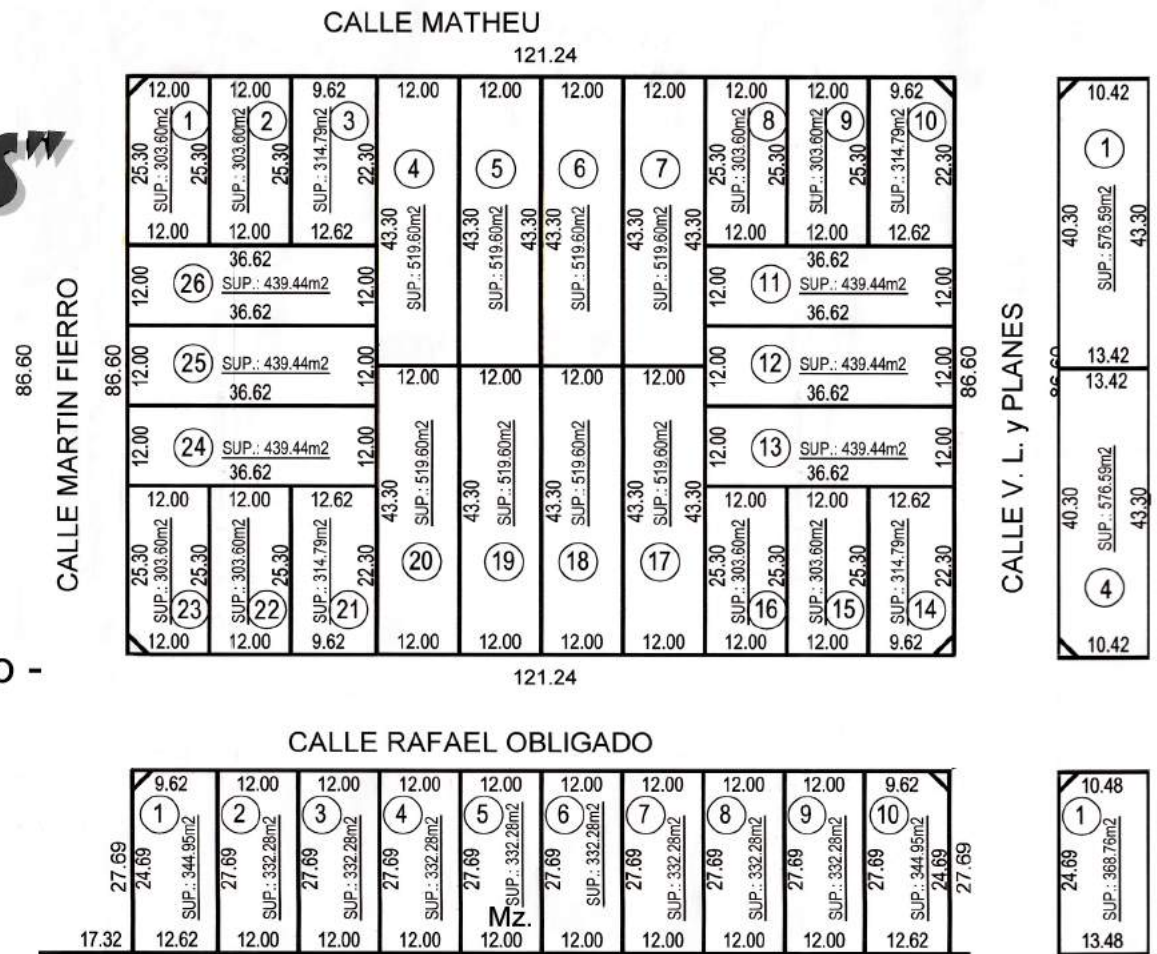 CALLE MATHEU
121.24
S"
12.00 12.00 9.62 12.00 12.00 12.00 12.00 12.00 12.00 9.62 10.42
1 2 3 4 5 6 7 8 9 10 1
25.30 SUP.: 303.60m2 25.30 SUP.: 303.60m2 25.30 SUP.: 314.79m2 22.30 25.30 SUP.: 303.60m2 25.30 SUP.: 303.60m2 25.30 SUP.: 314.79m2 22.30
43.30 SUP.: 519.60m2 43.30 SUP.: 519.60m2 43.30 43.30 SUP.: 519.60m2 43.30 SUP.: 519.60m2 43.30 40.30 SUP.: 576.59m2 43.30
12.00 12.00 12.62 12.00 12.00 12.62
36.62 36.62
12.00 26 SUP.: 439.44m2 12.00 12.00 11 SUP.: 439.44m2 12.00
36.62 36.62
86.60 CALLE MARTIN FIERRO 86.60 86.60 CALLE V. L. y PLANES 86.60
12.00 25 SUP.: 439.44m2 12.00 12.00 12 SUP.: 439.44m2 12.00 13.42
36.62 12.00 12.00 12.00 12.00 36.62 13.42
12.00 24 SUP.: 439.44m2 12.00 12.00 13 SUP.: 439.44m2 12.00
36.62 36.62
12.00 12.00 12.62 12.00 12.00 12.62
43.30 SUP.: 519.60m2 43.30 SUP.: 519.60m2 43.30 SUP.: 519.60m2 43.30 SUP.: 519.60m2 43.30 40.30 SUP.: 576.59m2 43.30
25.30 SUP.: 303.60m2 25.30 SUP.: 303.60m2 25.30 SUP.: 314.79m2 22.30 25.30 SUP.: 303.60m2 25.30 SUP.: 303.60m2 25.30 SUP.: 314.79m2 22.30
23 22 21 20 19 18 17 16 15 14 4
12.00 12.00 9.62 12.00 12.00 12.00 12.00 12.00 12.00 9.62 10.42
O -
121.24
CALLE RAFAEL OBLIGADO
9.62 12.00 12.00 12.00 12.00 12.00 12.00 12.00 12.00 9.62 10.48
1 2 3 4 5 6 7 8 9 10 1
27.69 24.69 SUP.: 344.95m2 27.69 SUP.: 332.28m2 27.69 SUP.: 332.28m2 27.69 SUP.: 332.28m2 27.69 SUP.: 332.28m2 27.69 SUP.: 332.28m2 27.69 SUP.: 332.28m2 27.69 SUP.: 332.28m2 27.69 SUP.: 332.28m2 27.69 SUP.: 344.95m2 24.69 27.69 24.69 SUP.: 368.76m2
Mz.
17.32 12.62 12.00 12.00 12.00 12.00 12.00 12.00 12.00 12.00 12.62 13.48